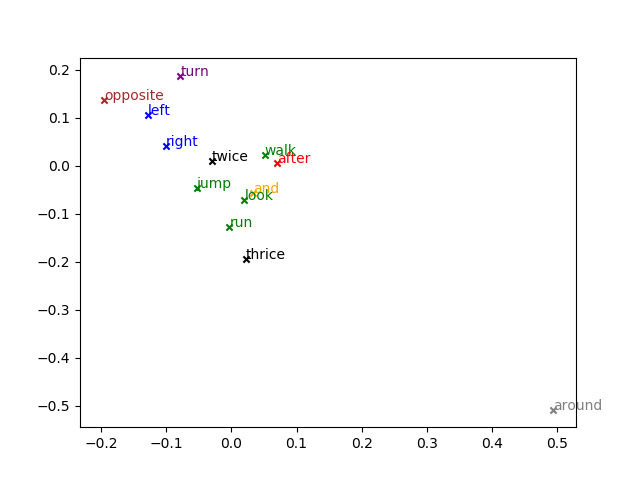 turn
opposite
left
right
twice
walk
after
jump
and
look
run
thrice
around
0.2
0.1
0.0
−0.1
−0.2
−0.3
−0.4
−0.5
−0.2
−0.1
0.0
0.1
0.2
0.3
0.4
0.5